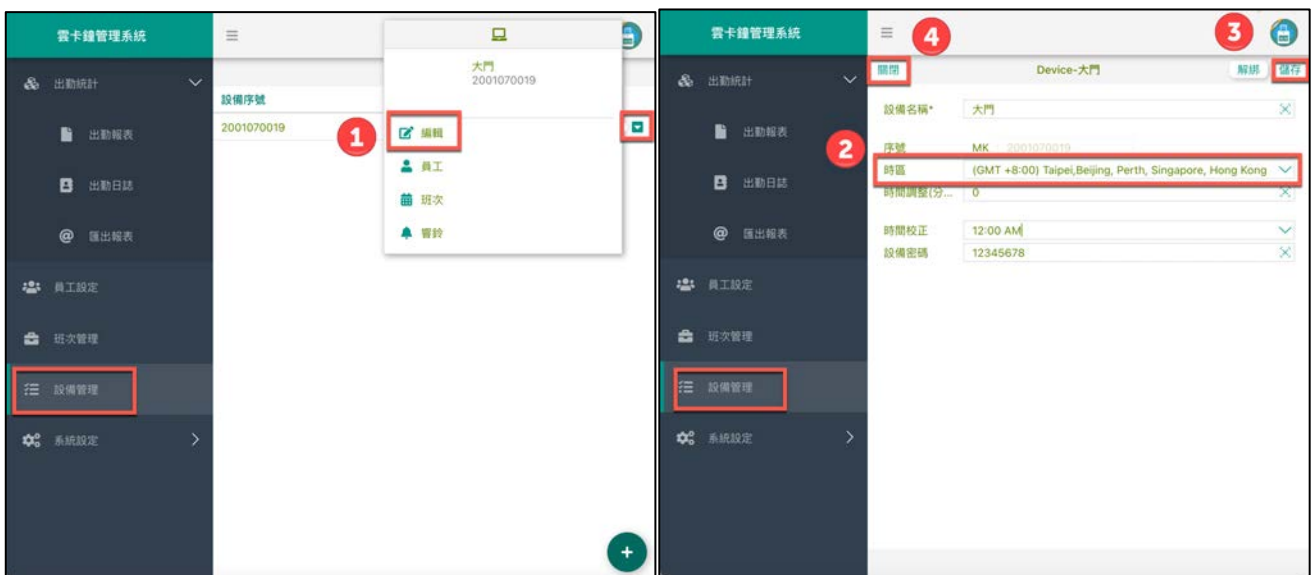 雲卡鐘管理系統
出勤統計
出勤報表
出勤日誌
匯出報表
員工設定
班次管理
設備管理
系統設定
設備序號
2001070019
大門
2001070019
1
編輯
員工
班次
響鈴
+
雲卡鐘管理系統
出勤統計
出勤報表
出勤日誌
匯出報表
員工設定
班次管理
設備管理
系統設定
4
3
關閉
Device-大門
解綁
儲存
設備名稱* 大門
2
序號 MK 2001070019
時區 (GMT +8:00) Taipei,Beijing, Perth, Singapore, Hong Kong
時間調整(分... 0
時間校正 12:00 AM
設備密碼 12345678